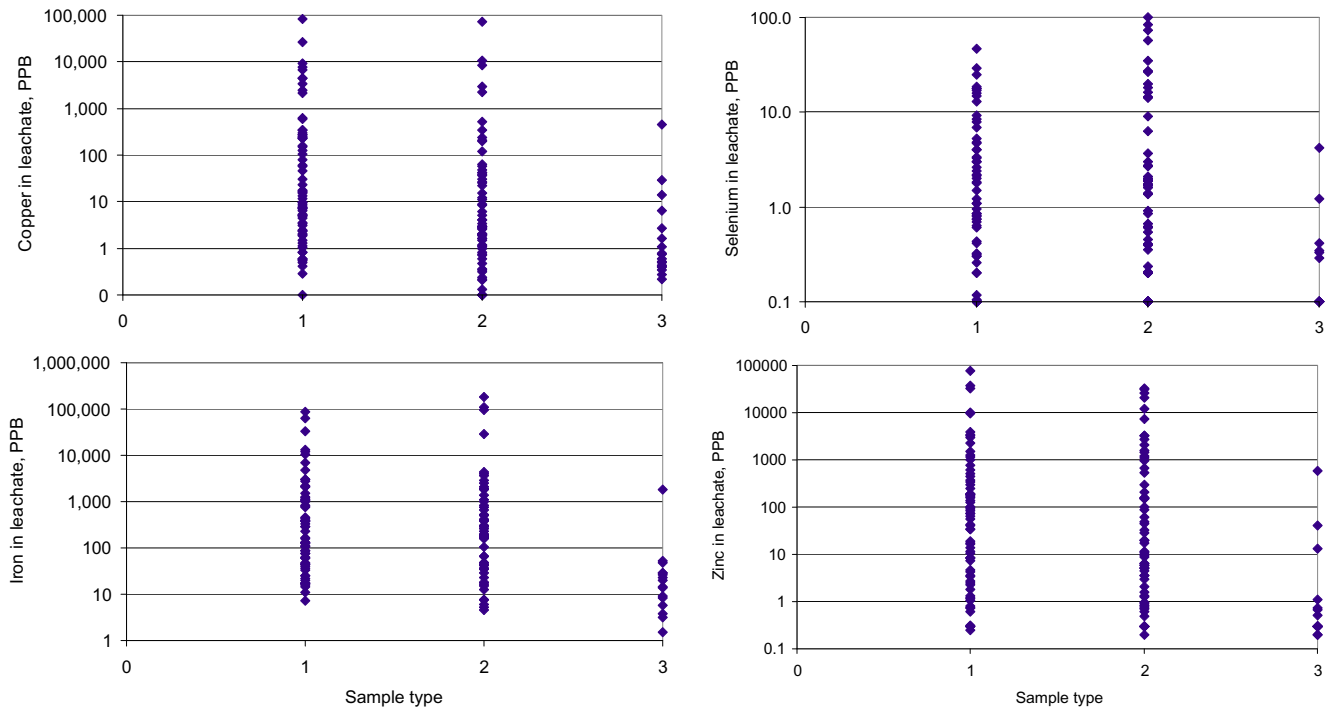 Copper in leachate, PPB
100,000
10,000
1,000
100
10
1
0
0 1 2 3
Selenium in leachate, PPB
100.0
10.0
1.0
0.1
0 1 2 3
Iron in leachate, PPB
1,000,000
100,000
10,000
1,000
100
10
1
0 1 2 3
Sample type
Zinc in leachate, PPB
100000
10000
1000
100
10
1
0.1
0 1 2 3
Sample type